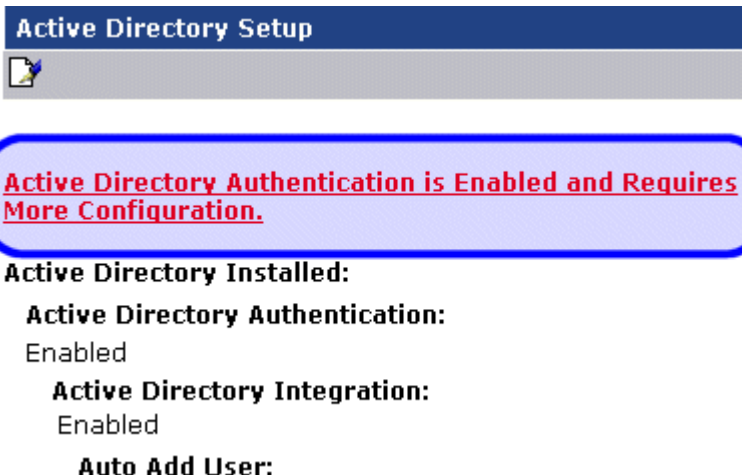 Active Directory Setup
Active Directory Authentication is Enabled and Requires
More Configuration.
Active Directory Installed:
Active Directory Authentication:
Enabled
Active Directory Integration:
Enabled
Auto Add User: